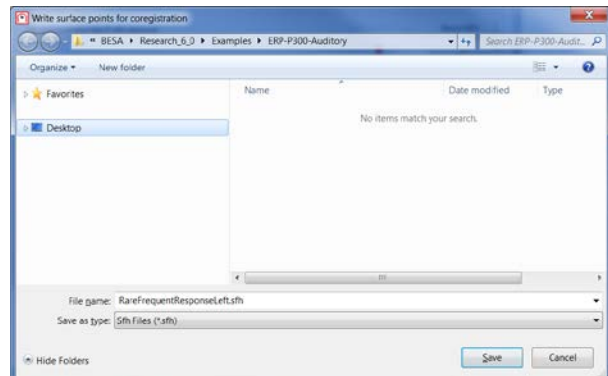 Write surface points for coregistration
« BESA ▸ Research_6_0 ▸ Examples ▸ ERP-P300-Auditory
Search ERP-P300-Audit...
Organize ▾ New folder
Name Date modified Type
Favorites
No items match your search.
Desktop
File name: RareFrequentResponseLeft.sfh
Save as type: Sfh Files (*.sfh)
Hide Folders
Save Cancel